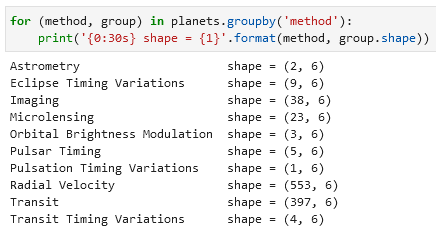 for (method, group) in planets.groupby('method'):
    print('{0:30s} shape = {1}'.format(method, group.shape))
Astrometry                     shape = (2, 6)
Eclipse Timing Variations      shape = (9, 6)
Imaging                        shape = (38, 6)
Microlensing                   shape = (23, 6)
Orbital Brightness Modulation  shape = (3, 6)
Pulsar Timing                  shape = (5, 6)
Pulsation Timing Variations    shape = (1, 6)
Radial Velocity                shape = (553, 6)
Transit                        shape = (397, 6)
Transit Timing Variations      shape = (4, 6)